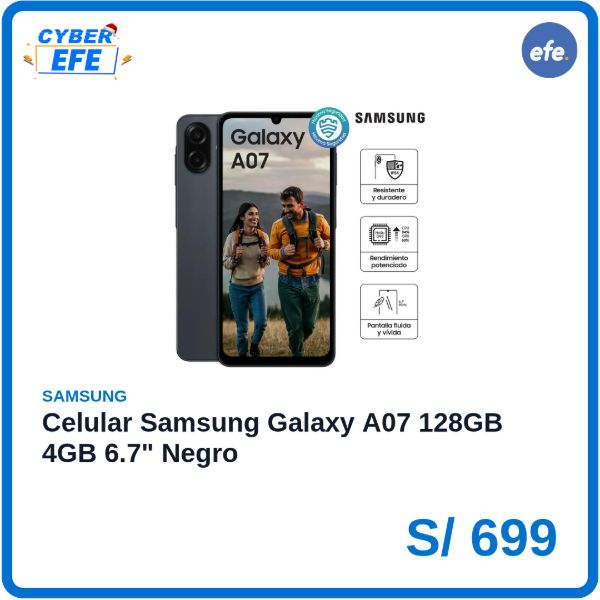 CYBER
EFE
efe.
Galaxy
A07
SAMSUNG
Resistente
y duradero
Rendimiento
potenciado
Pantalla fluida
y vívida
SAMSUNG
Celular Samsung Galaxy A07 128GB
4GB 6.7" Negro
S/ 699